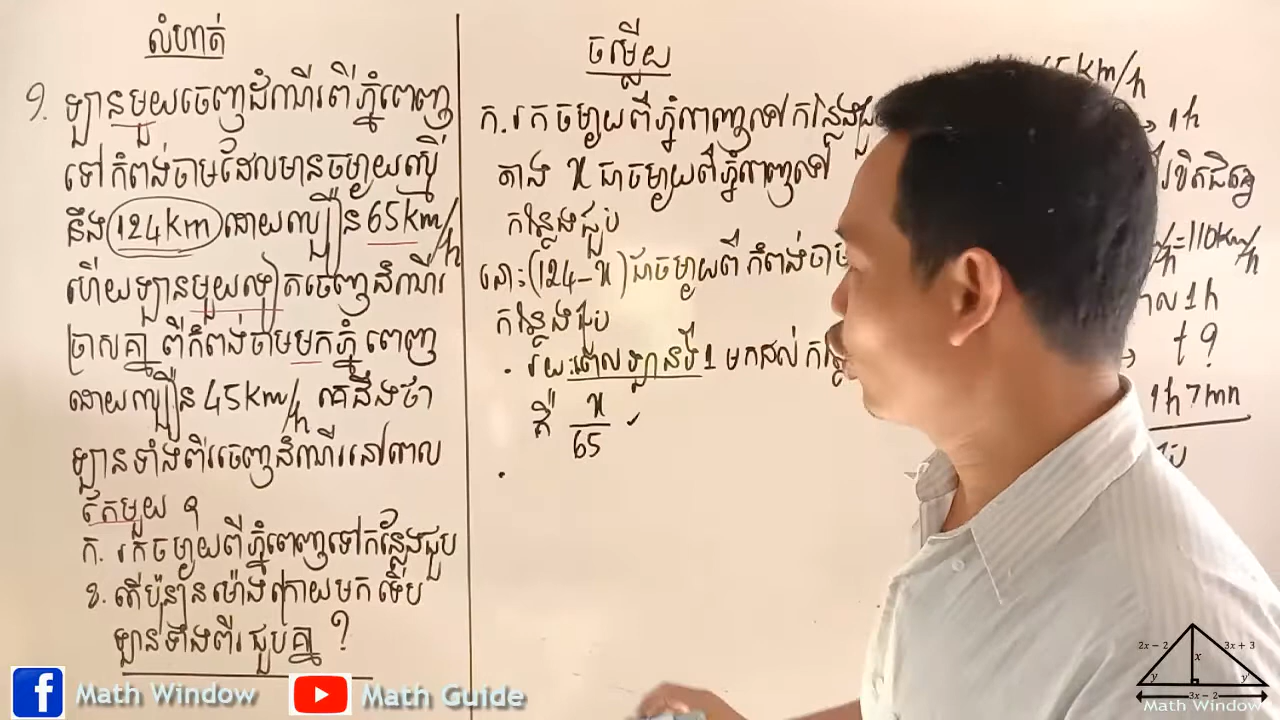 លំហាត់
១. ឡានមួយចេញដំណើរពីភ្នំពេញ
ទៅកំពង់ចាមដែលមានចម្ងាយស្មើ
នឹង 124km ដោយល្បឿន 65km/h
ហើយឡានមួយទៀតចេញដំណើរ
ច្រាសគ្នា ពីកំពង់ចាមមកភ្នំពេញ
ដោយល្បឿន 45km/h គេដឹងថា
ឡានទាំងពីរចេញដំណើរនៅពេល
តែមួយ ។
ក. រកចម្ងាយពីភ្នំពេញទៅកន្លែងជួប
ខ. តើប៉ុន្មានម៉ោងក្រោយមកទើប
ឡានទាំងពីរជួបគ្នា ?
ចម្លើយ
ក. រកចម្ងាយពីភ្នំពេញទៅកន្លែងជួប
តាង x ជាចម្ងាយពីភ្នំពេញទៅ
កន្លែងជួប
នោះ (124-x) ជាចម្ងាយពីកំពង់ចាម
កន្លែងជួប
. រយៈពេលឡានទី 1 មកដល់
គឺ x/65
.
km/h
1h
=110km/h
1h
t ?
1h 7mn
2x − 2
3x + 3
x
y
y
3x − 2
Math Window
Math Window
Math Guide